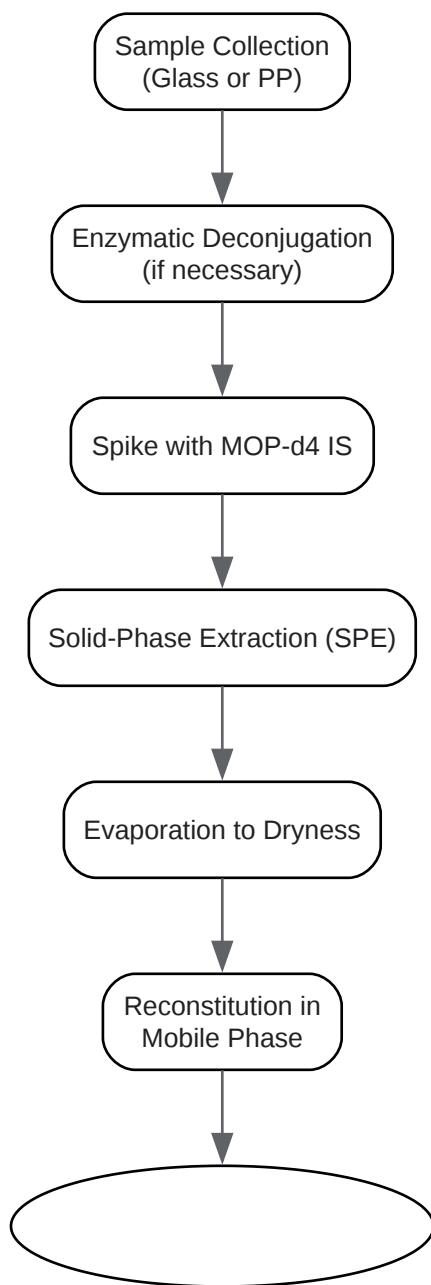 Sample Collection
(Glass or PP)
Enzymatic Deconjugation
(if necessary)
Spike with MOP-d4 IS
Solid-Phase Extraction (SPE)
Evaporation to Dryness
Reconstitution in
Mobile Phase